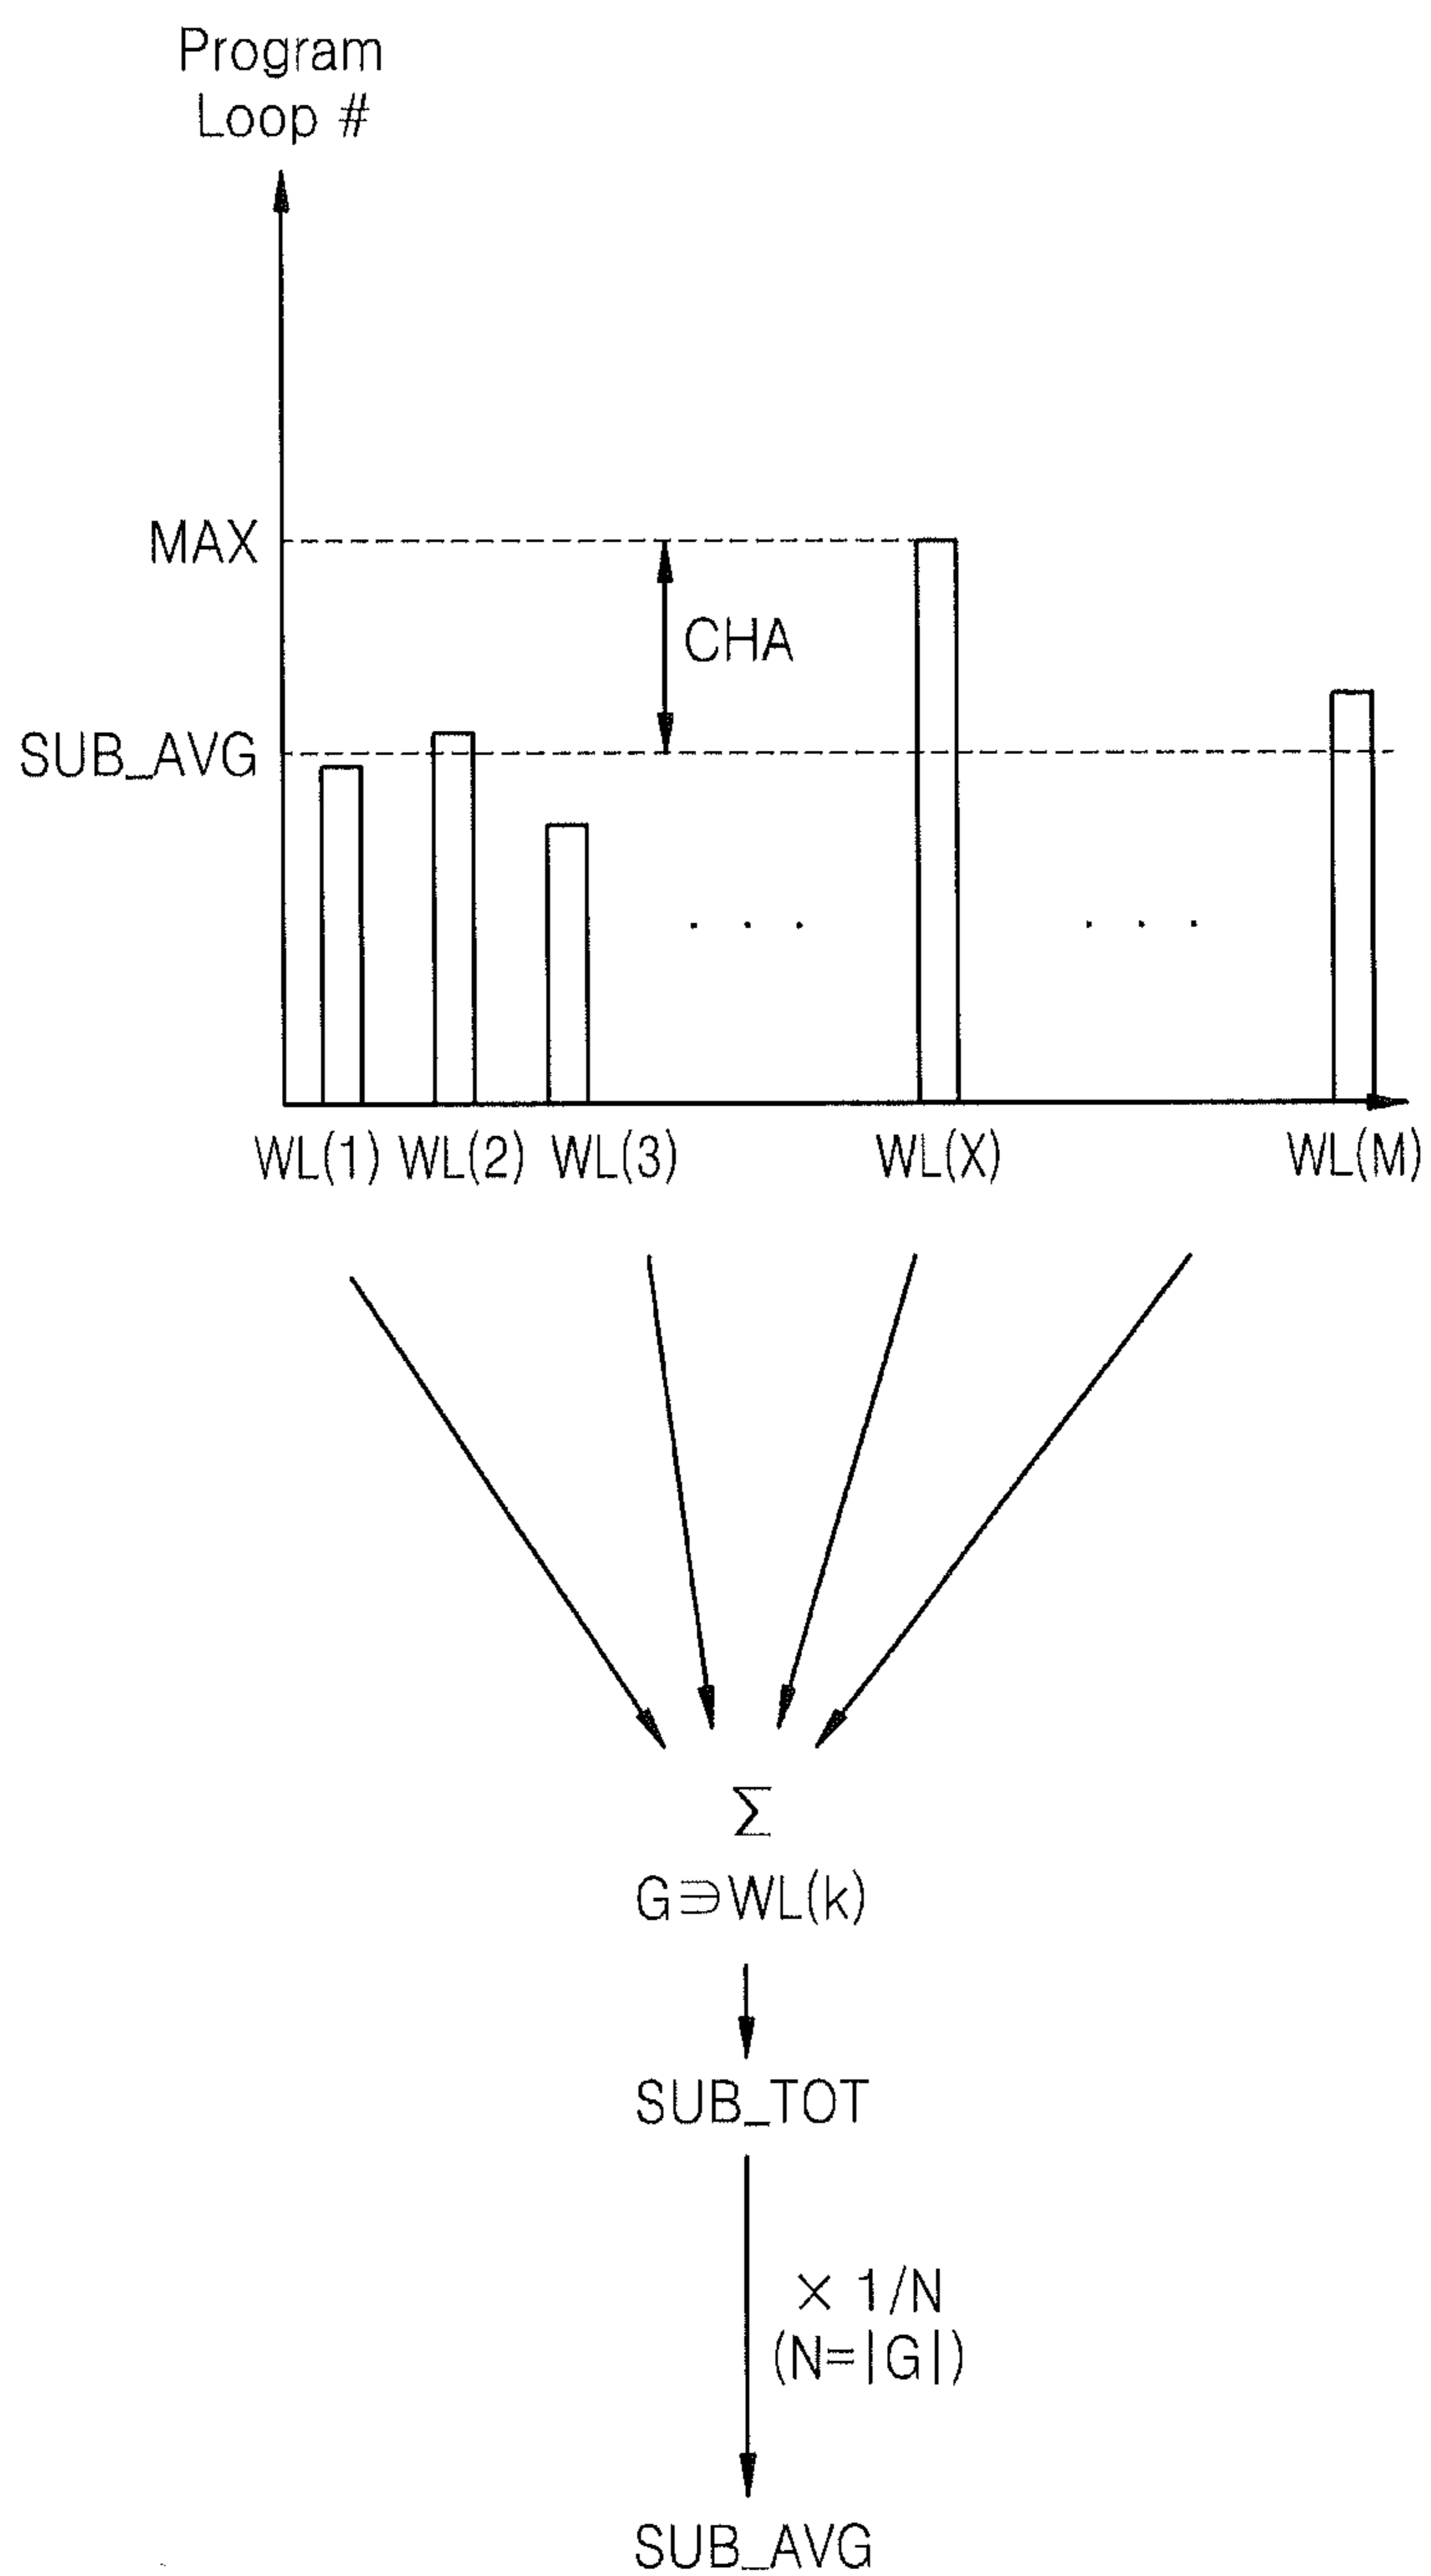 Program
Loop #
MAX
CHA
SUB_AVG
. . .
. . .
WL(1) WL(2) WL(3) WL(X) WL(M)
Σ
G∋WL(k)
SUB_TOT
× 1/N
(N=|G|)
SUB_AVG